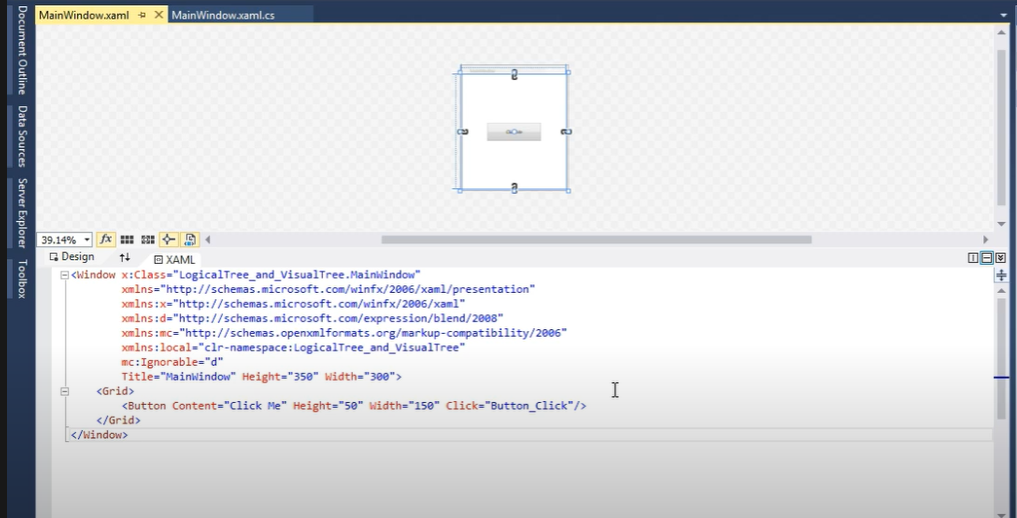 MainWindow.xaml MainWindow.xaml.cs
Document Outline
Data Sources
Server Explorer
Toolbox
39.14% fx
Design XAML
<Window x:Class="LogicalTree_and_VisualTree.MainWindow"
xmlns="http://schemas.microsoft.com/winfx/2006/xaml/presentation"
xmlns:x="http://schemas.microsoft.com/winfx/2006/xaml"
xmlns:d="http://schemas.microsoft.com/expression/blend/2008"
xmlns:mc="http://schemas.openxmlformats.org/markup-compatibility/2006"
xmlns:local="clr-namespace:LogicalTree_and_VisualTree"
mc:Ignorable="d"
Title="MainWindow" Height="350" Width="300">
<Grid>
<Button Content="Click Me" Height="50" Width="150" Click="Button_Click"/>
</Grid>
</Window>